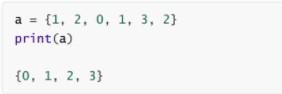 a = {1, 2, 0, 1, 3, 2}
print(a)
{0, 1, 2, 3}